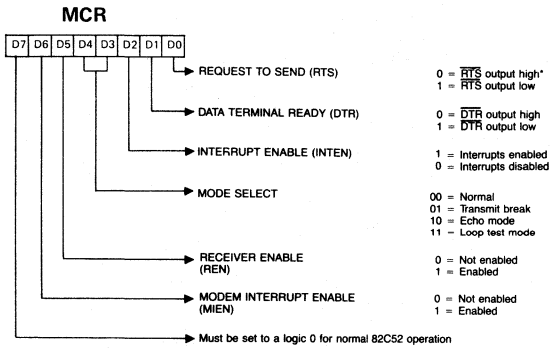 MCR
D7 D6 D5 D4 D3 D2 D1 D0
REQUEST TO SEND (RTS)
0 = RTS output high*
1 = RTS output low
DATA TERMINAL READY (DTR)
0 = DTR output high
1 = DTR output low
INTERRUPT ENABLE (INTEN)
1 = Interrupts enabled
0 = Interrupts disabled
MODE SELECT
00 = Normal
01 = Transmit break
10 = Echo mode
11 = Loop test mode
RECEIVER ENABLE
(REN)
0 = Not enabled
1 = Enabled
MODEM INTERRUPT ENABLE
(MIEN)
0 = Not enabled
1 = Enabled
Must be set to a logic 0 for normal 82C52 operation